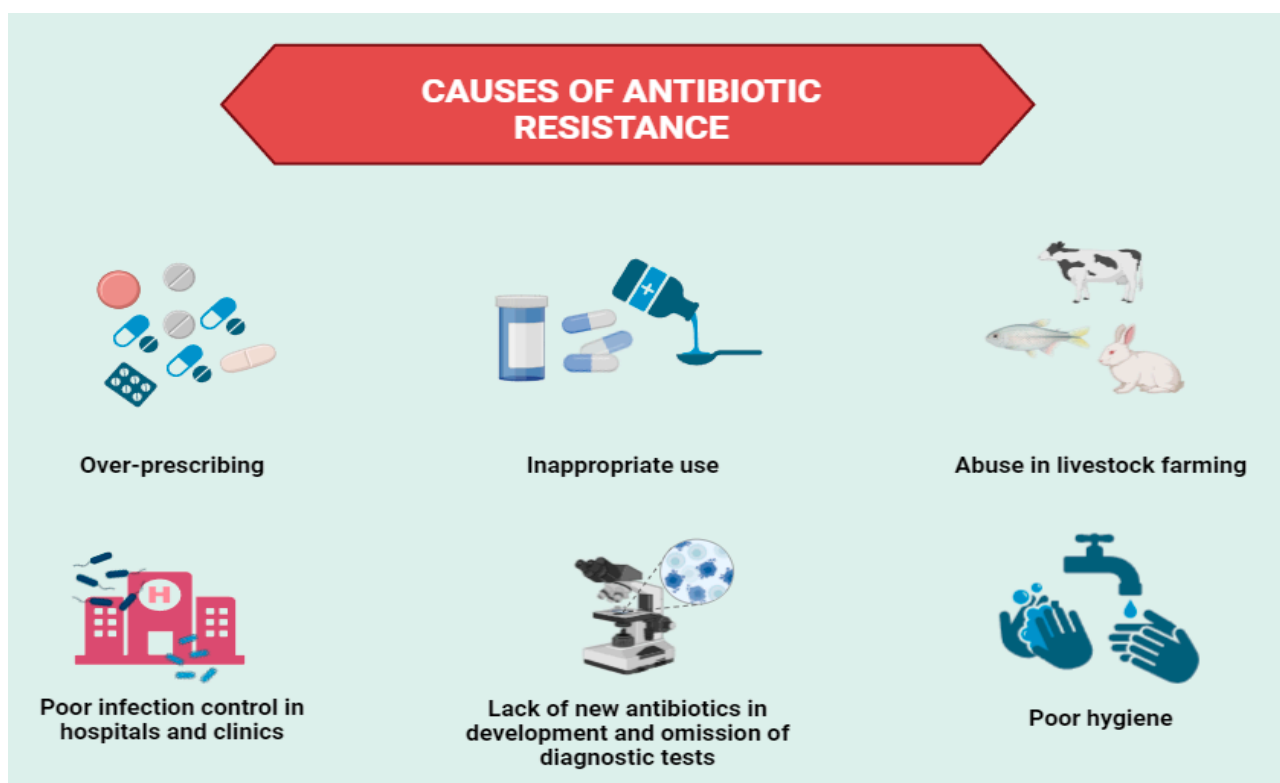 CAUSES OF ANTIBIOTIC
RESISTANCE
Over-prescribing
Inappropriate use
Abuse in livestock farming
H
Poor infection control in
hospitals and clinics
Lack of new antibiotics in
development and omission of
diagnostic tests
Poor hygiene